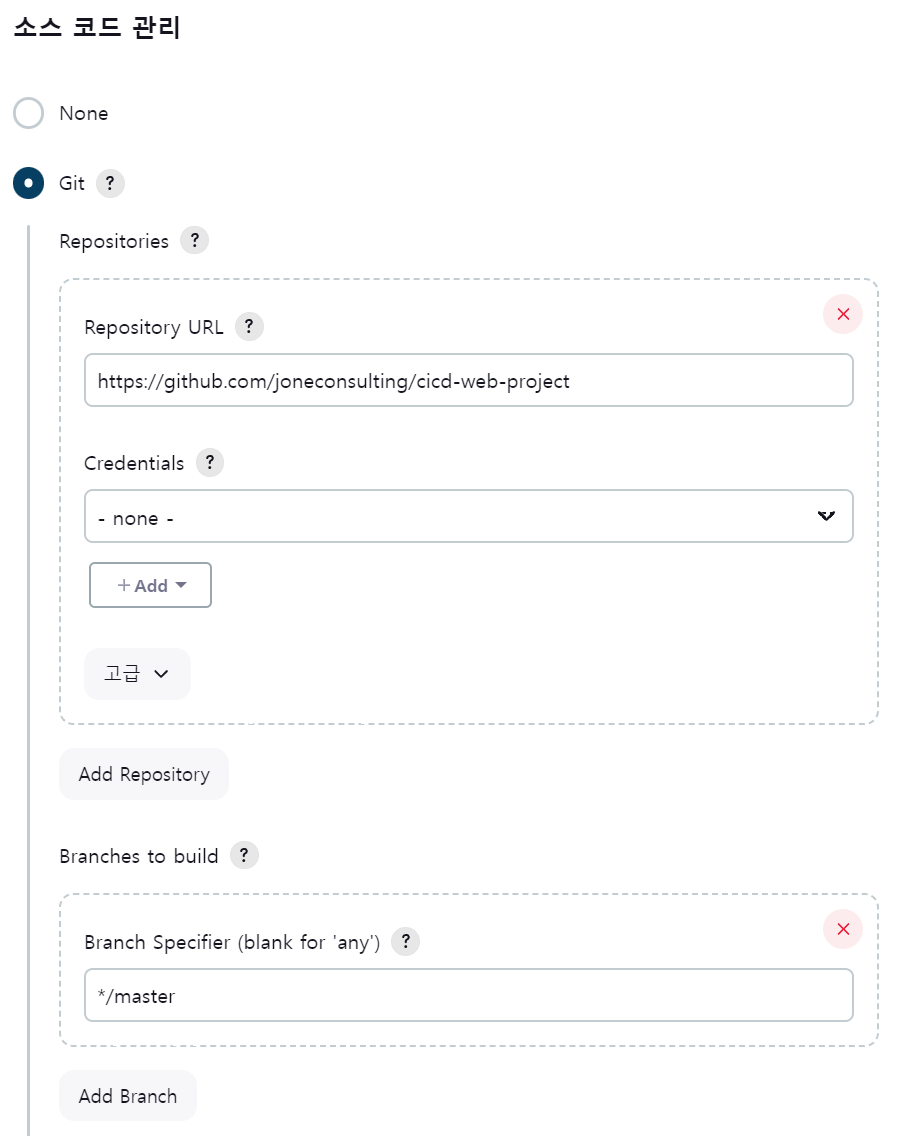 소스 코드 관리
None
Git ?
Repositories ?
Repository URL ?
https://github.com/joneconsulting/cicd-web-project
Credentials ?
- none -
+ Add
고급
Add Repository
Branches to build ?
Branch Specifier (blank for 'any') ?
*/master
Add Branch